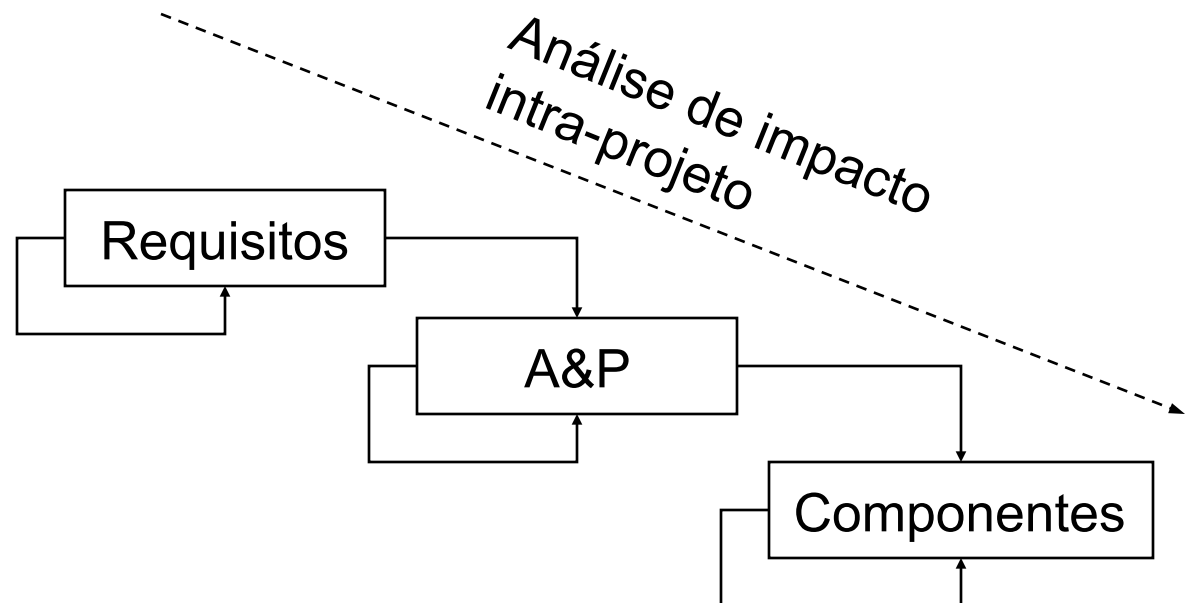 Análise de impacto
intra-projeto
Requisitos
A&P
Componentes